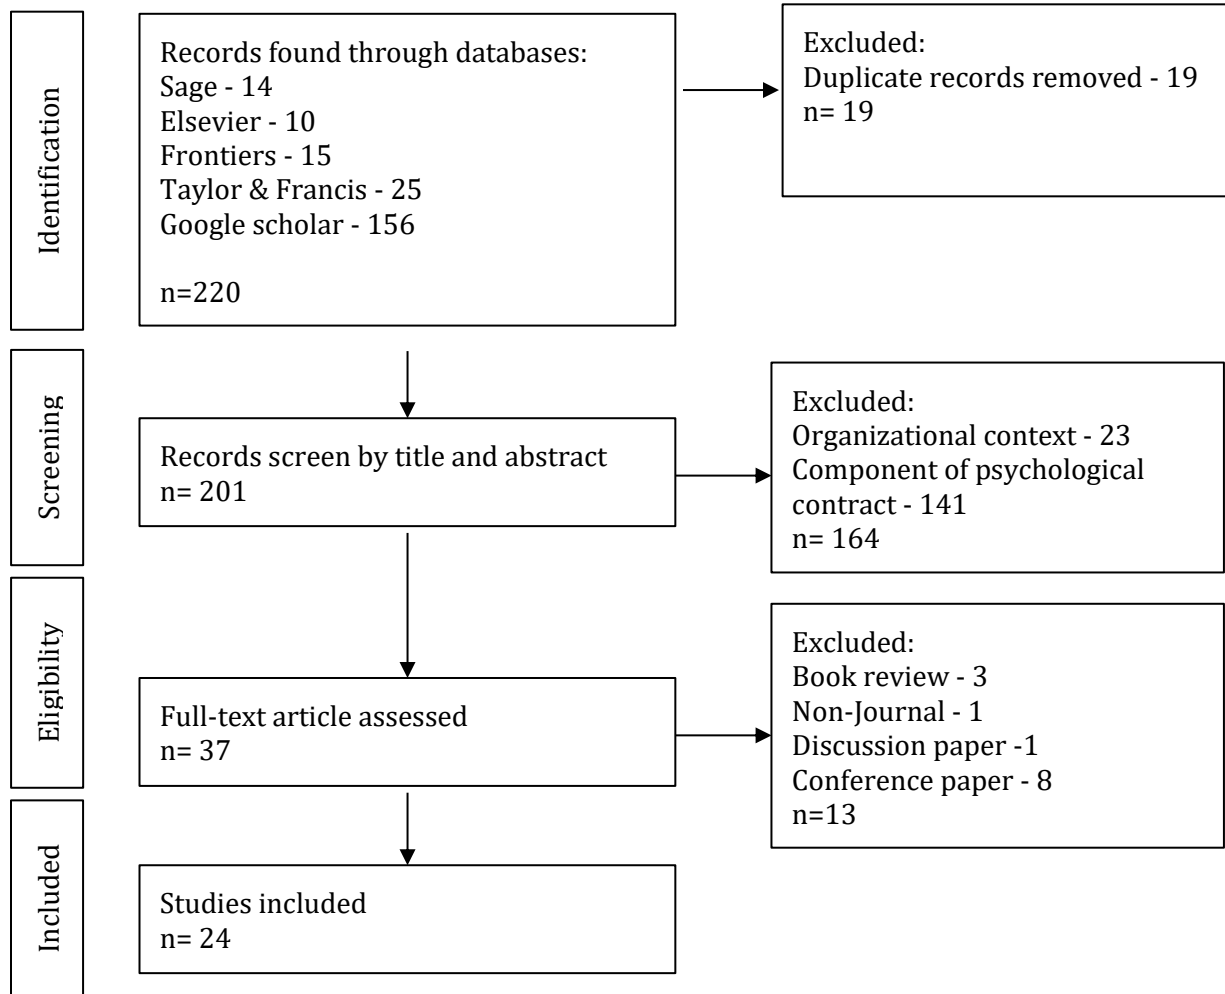 Identification
Records found through databases:
Sage - 14
Elsevier - 10
Frontiers - 15
Taylor & Francis - 25
Google scholar - 156
n=220
Excluded:
Duplicate records removed - 19
n= 19
Screening
Records screen by title and abstract
n= 201
Excluded:
Organizational context - 23
Component of psychological
contract - 141
n= 164
Eligibility
Full-text article assessed
n= 37
Excluded:
Book review - 3
Non-Journal - 1
Discussion paper -1
Conference paper - 8
n=13
Included
Studies included
n= 24